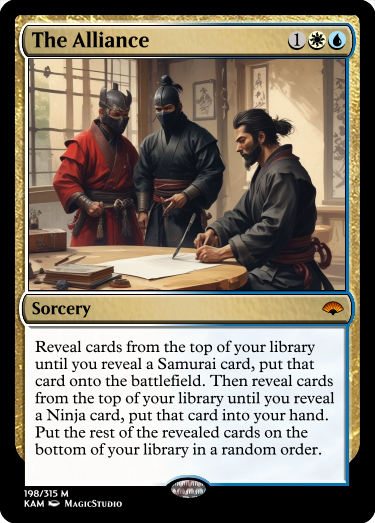 The Alliance 1
Sorcery
Reveal cards from the top of your library
until you reveal a Samurai card, put that
card onto the battlefield. Then reveal cards
from the top of your library until you reveal
a Ninja card, put that card into your hand.
Put the rest of the revealed cards on the
bottom of your library in a random order.
198/315 M
KAM MagicStudio